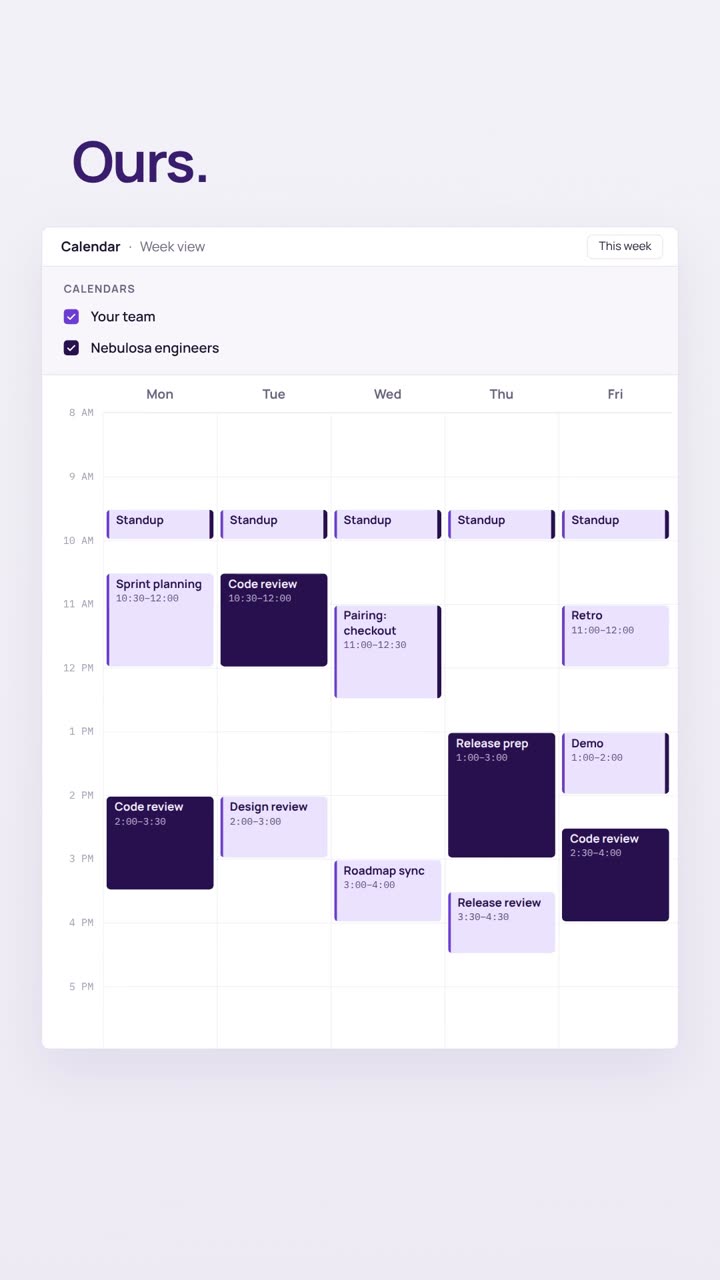 Ours.
Calendar · Week view
This week
CALENDARS
Your team
Nebulosa engineers
Mon Tue Wed Thu Fri
8 AM
9 AM
Standup Standup Standup Standup Standup
10 AM
Sprint planning
10:30–12:00
Code review
10:30–12:00
11 AM
Pairing:
checkout
11:00–12:30
Retro
11:00–12:00
12 PM
1 PM
Release prep
1:00–3:00
Demo
1:00–2:00
2 PM
Code review
2:00–3:30
Design review
2:00–3:00
Code review
2:30–4:00
3 PM
Roadmap sync
3:00–4:00
Release review
3:30–4:30
4 PM
5 PM